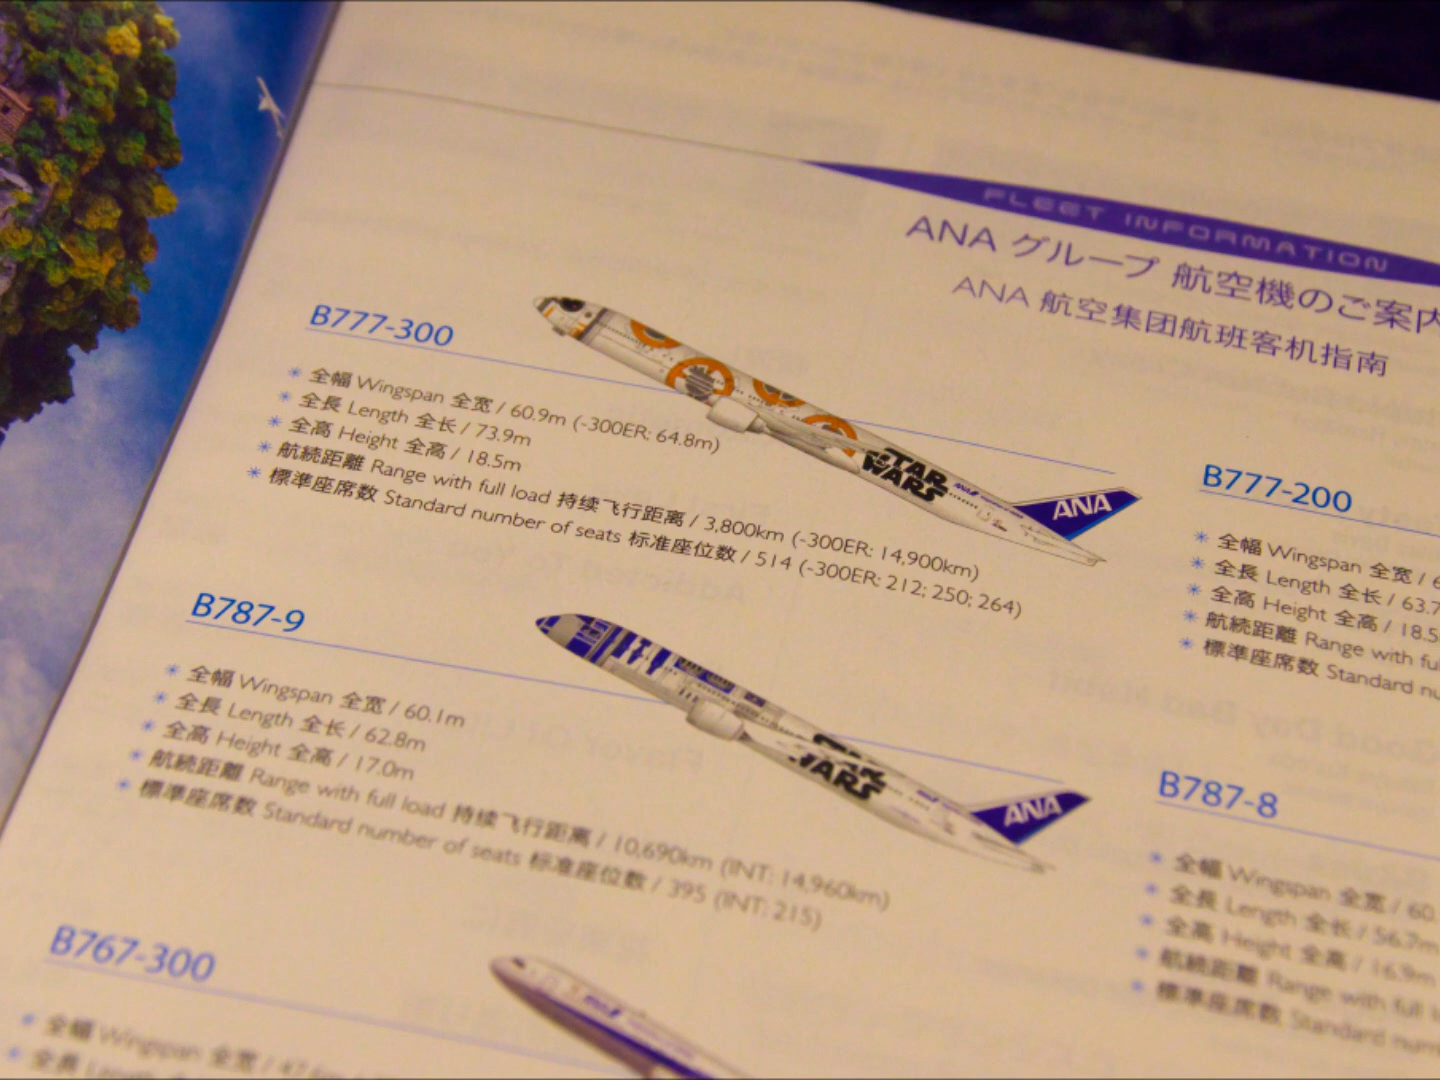 FLEET INFORMATION
ANA グループ 航空機のご案内
ANA 航空集团航班客机指南
B777-300
* 全幅 Wingspan 全宽 / 60.9m (-300ER; 64.8m)
* 全長 Length 全长 / 73.9m
* 全高 Height 全高 / 18.5m
* 航続距離 Range with full load 持续飞行距离 / 3,800km (-300ER: 14,900km)
* 標準座席数 Standard number of seats 标准座位数 / 514 (-300ER; 212; 250; 264)
STAR
WARS
ANA
B777-200
* 全幅 Wingspan 全宽 / 6
* 全長 Length 全长 / 63.7
* 全高 Height 全高 / 18.5
* 航続距離 Range with fu
* 標準座席数 Standard nu
B787-9
* 全幅 Wingspan 全宽 / 60.1m
* 全長 Length 全长 / 62.8m
* 全高 Height 全高 / 17.0m
* 航続距離 Range with full load 持续飞行距离 / 10,690km (INT: 14,960km)
* 標準座席数 Standard number of seats 标准座位数 / 395 (INT: 215)
STAR
WARS
ANA
B787-8
* 全幅 Wingspan 全宽 / 60.
* 全長 Length 全长 / 56.7m
* 全高 Height 全高 / 16.9m
* 航続距離 Range with full
* 標準座席数 Standard num
B767-300
* 全幅 Wingspan 全宽 / 47
* 全長 Length